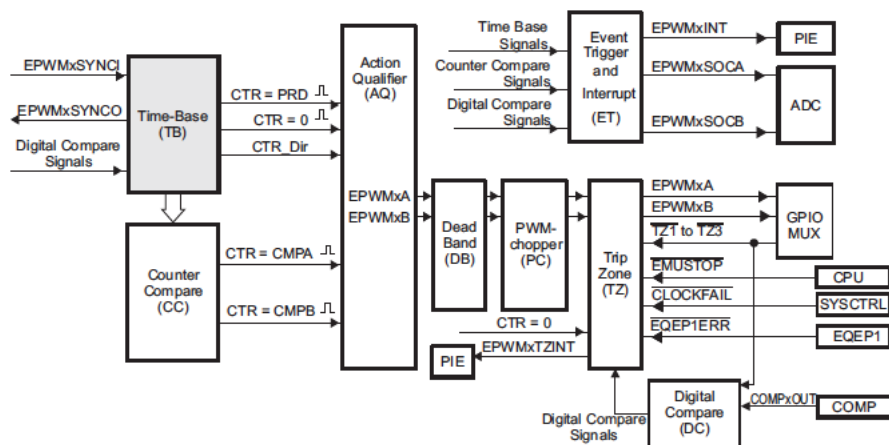 EPWMxSYNCI
EPWMxSYNCO
Digital Compare
Signals
Time-Base
(TB)
CTR = PRD
CTR = 0
CTR_Dir
Counter
Compare
(CC)
CTR = CMPA
CTR = CMPB
Action
Qualifier
(AQ)
EPWMxA
EPWMxB
Time Base
Signals
Counter Compare
Signals
Digital Compare
Signals
Event
Trigger
and
Interrupt
(ET)
EPWMxINT
EPWMxSOCA
EPWMxSOCB
PIE
ADC
Dead
Band
(DB)
PWM-
chopper
(PC)
Trip
Zone
(TZ)
EPWMxA
EPWMxB
TZ1 to TZ3
EMUSTOP
CLOCKFAIL
EQEP1ERR
GPIO
MUX
CPU
SYSCTRL
EQEP1
CTR = 0
EPWMxTZINT
PIE
Digital Compare
Signals
Digital
Compare
(DC)
COMPxOUT
COMP